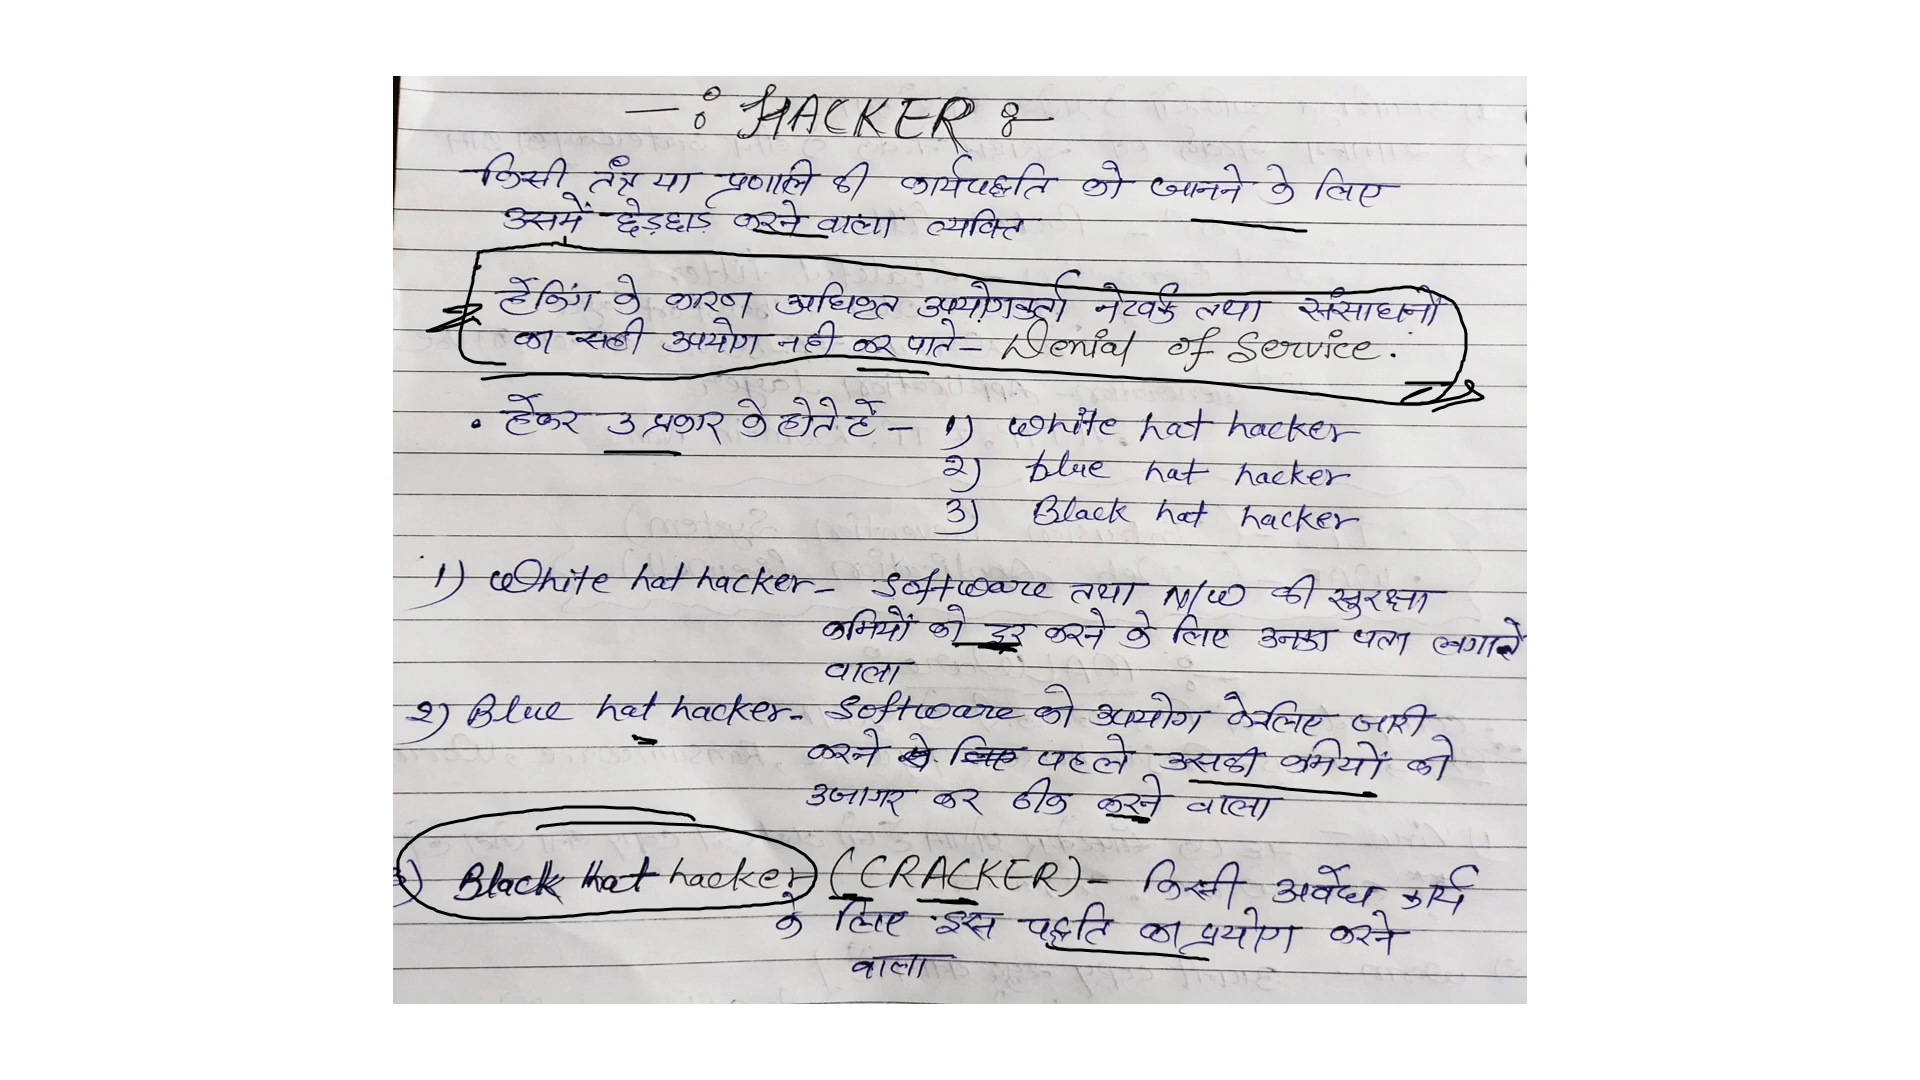 -: HACKER :-
किसी तंत्र या प्रणाली की कार्यपद्धति को जानने के लिए
उसमें छेड़छाड़ करने वाला व्यक्ति
हैकिंग के कारण अधिकृत उपयोगकर्ता नेटवर्क तथा संसाधनों
का सही उपयोग नही कर पाते - Denial of Service.
• हैकर 3 प्रकार के होते हैं - 1) White hat hacker
2) blue hat hacker
3) Black hat hacker
1) White hat hacker - Software तथा N/W की सुरक्षा
कमियों को दूर करने के लिए उनका पता लगाने
वाला
2) Blue hat hacker - Software को उपयोग के लिए जारी
करने से पहले उसकी कमियों को
उजागर कर ठीक करने वाला
3) Black hat hacker (CRACKER) - किसी अवैध कार्य
के लिए इस पद्धति का प्रयोग करने
वाला